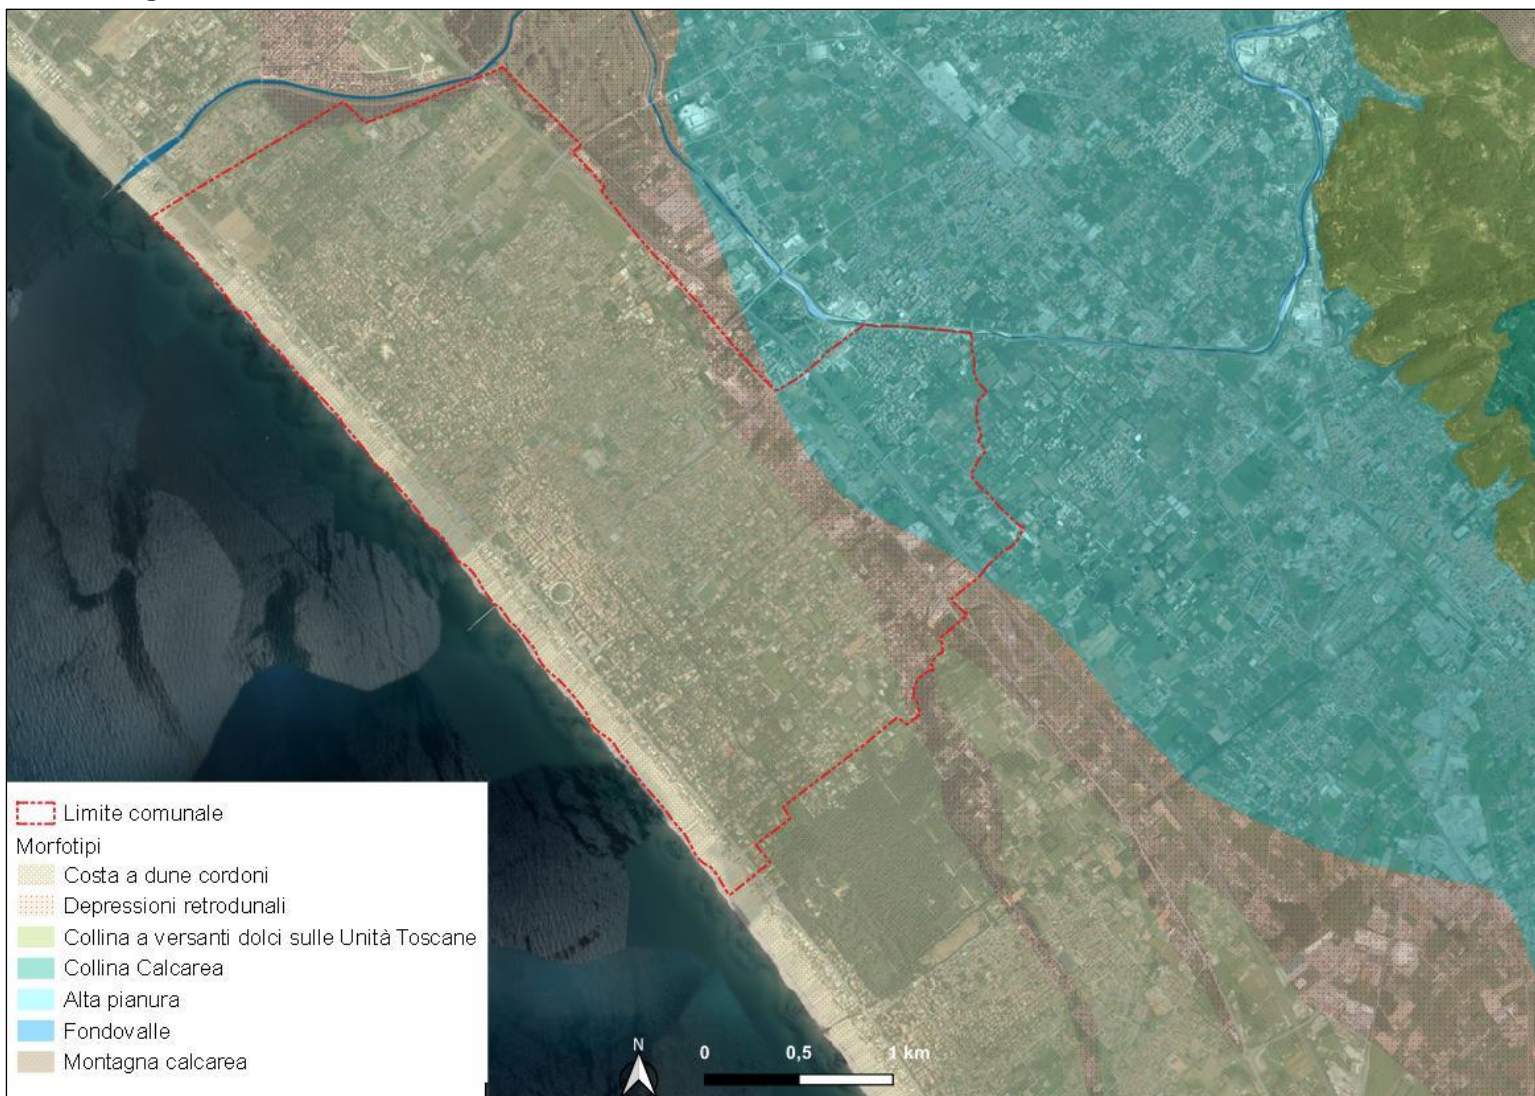 Limite comunale
Morfotipi
Costa a dune cordoni
Depressioni retrodunali
Collina a versanti dolci sulle Unità Toscane
Collina Calcarea
Alta pianura
Fondovalle
Montagna calcarea
N
0 0,5 1 km